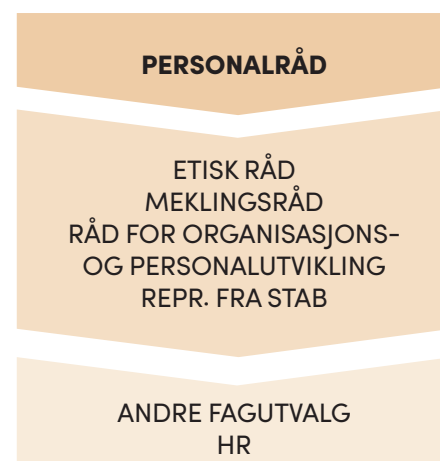 PERSONALRÅD
ETISK RÅD
MEKLINGSRÅD
RÅD FOR ORGANISASJONS-
OG PERSONALUTVIKLING
REPR. FRA STAB
ANDRE FAGUTVALG
HR